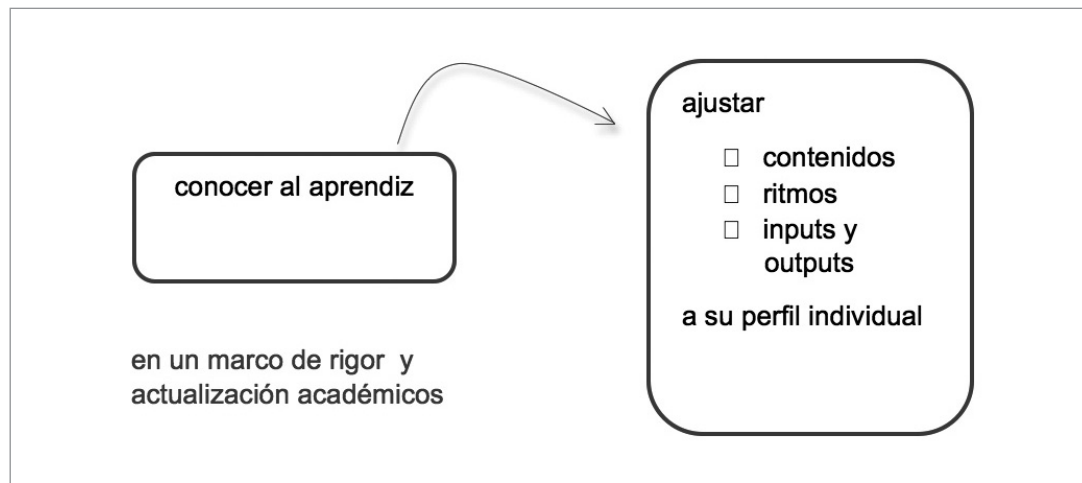 conocer al aprendiz
en un marco de rigor y
actualización académicos
ajustar
contenidos
ritmos
inputs y
outputs
a su perfil individual